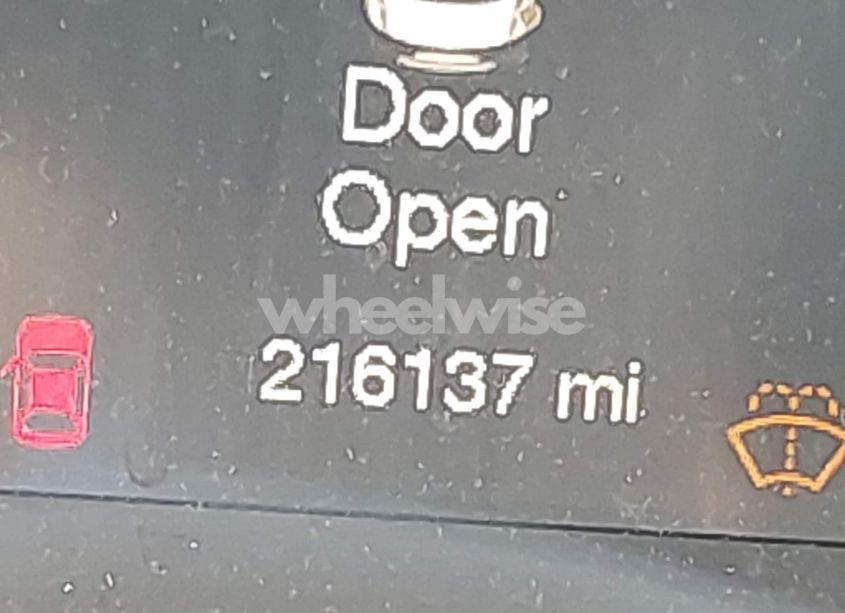 Door
Open
wheelwise
216137 mi